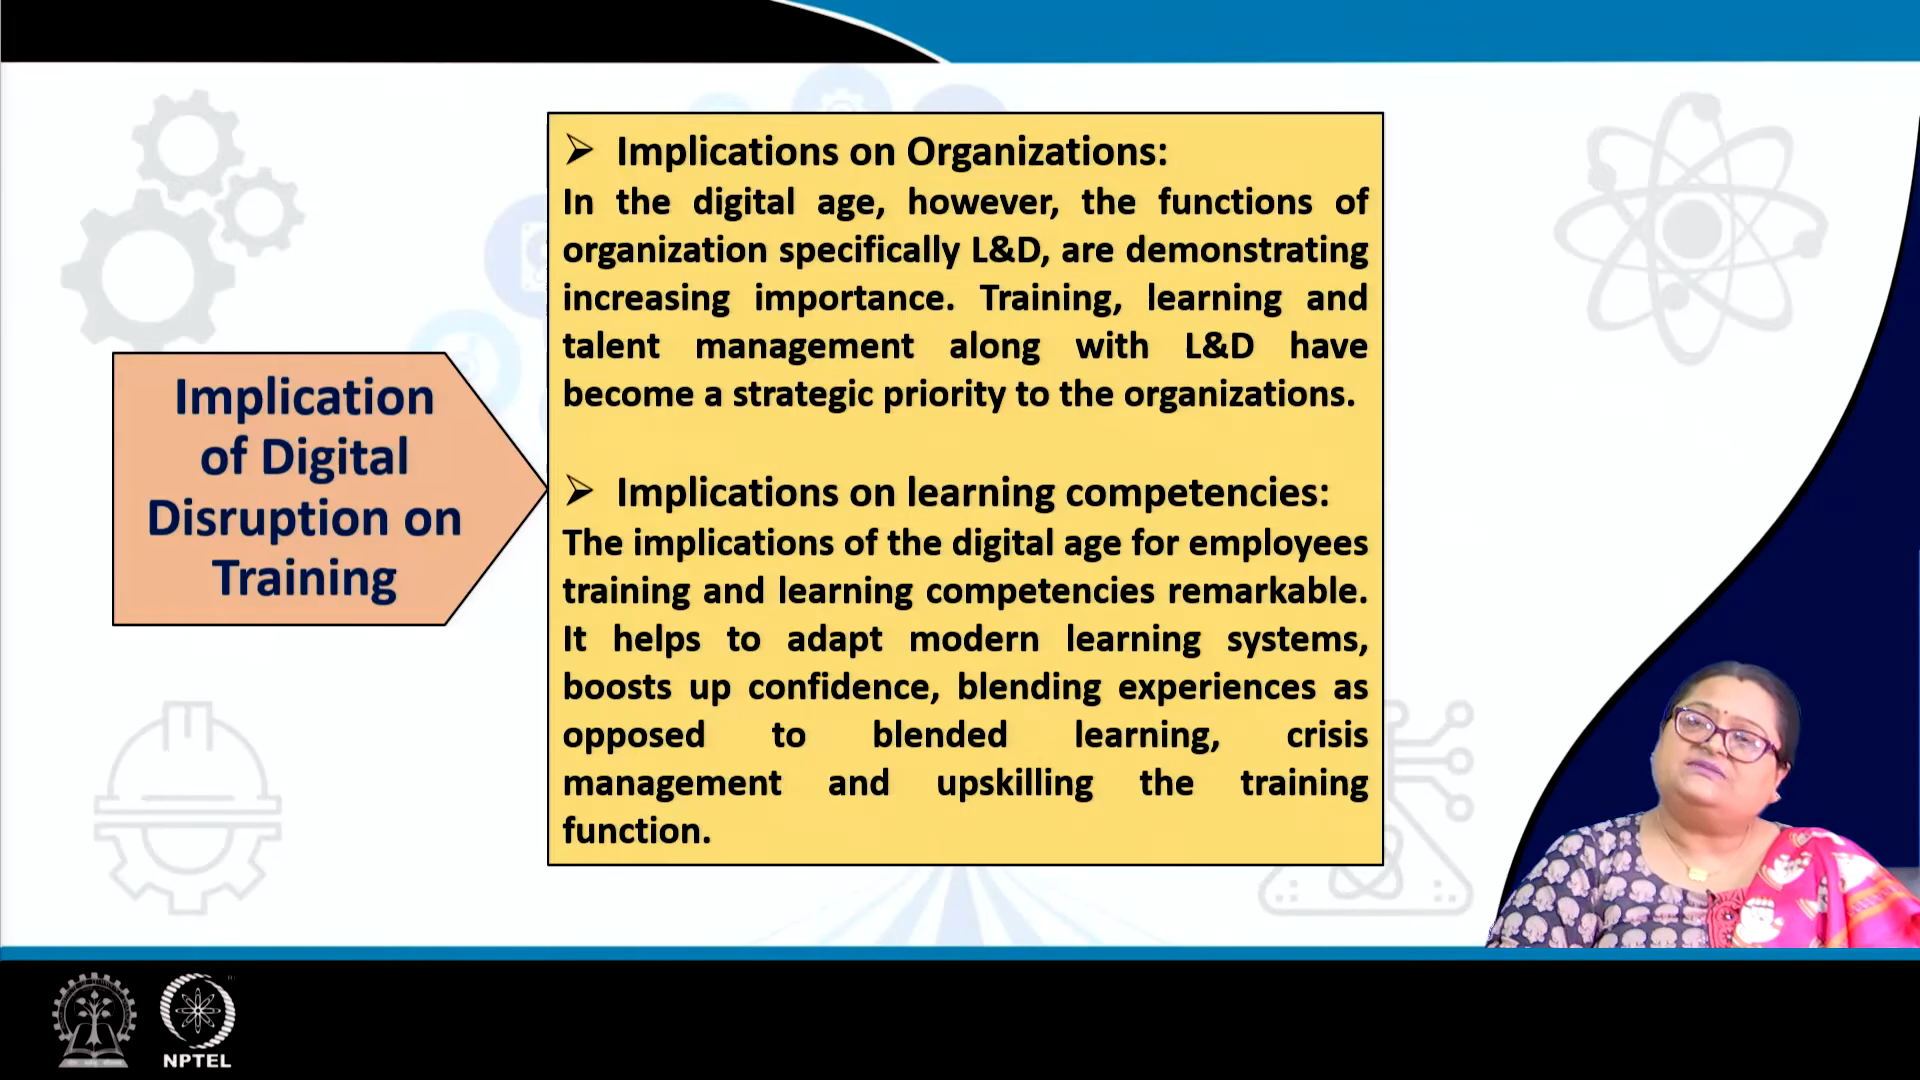 Implication
of Digital
Disruption on
Training
➢ Implications on Organizations:
In the digital age, however, the functions of
organization specifically L&D, are demonstrating
increasing importance. Training, learning and
talent management along with L&D have
become a strategic priority to the organizations.
➢ Implications on learning competencies:
The implications of the digital age for employees
training and learning competencies remarkable.
It helps to adapt modern learning systems,
boosts up confidence, blending experiences as
opposed to blended learning, crisis
management and upskilling the training
function.
NPTEL